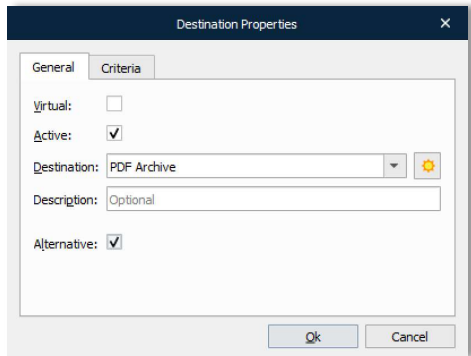 Destination Properties
General Criteria
Virtual:
Active:
Destination: PDF Archive
Description: Optional
Alternative:
Ok Cancel